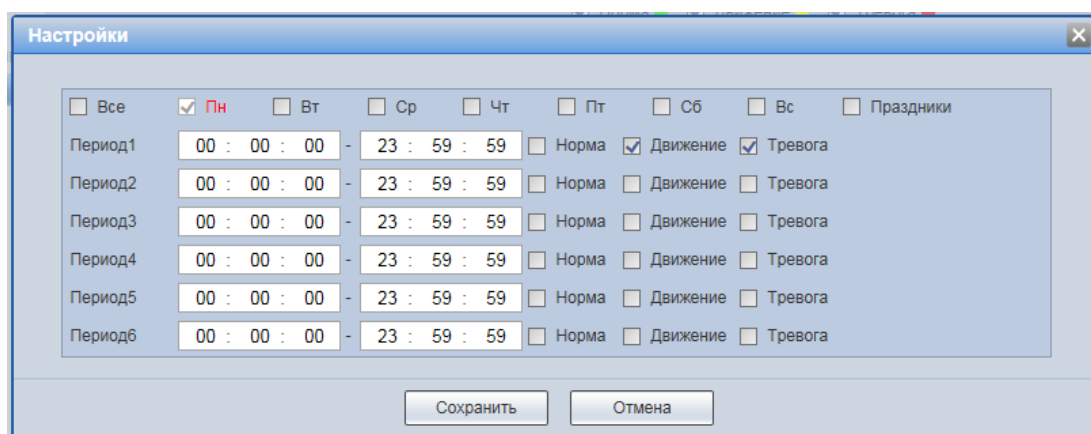 Настройки
Все Пн Вт Ср Чт Пт Сб Вс Праздники
Период1 00 : 00 : 00 - 23 : 59 : 59 Норма Движение Тревога
Период2 00 : 00 : 00 - 23 : 59 : 59 Норма Движение Тревога
Период3 00 : 00 : 00 - 23 : 59 : 59 Норма Движение Тревога
Период4 00 : 00 : 00 - 23 : 59 : 59 Норма Движение Тревога
Период5 00 : 00 : 00 - 23 : 59 : 59 Норма Движение Тревога
Период6 00 : 00 : 00 - 23 : 59 : 59 Норма Движение Тревога
Сохранить Отмена